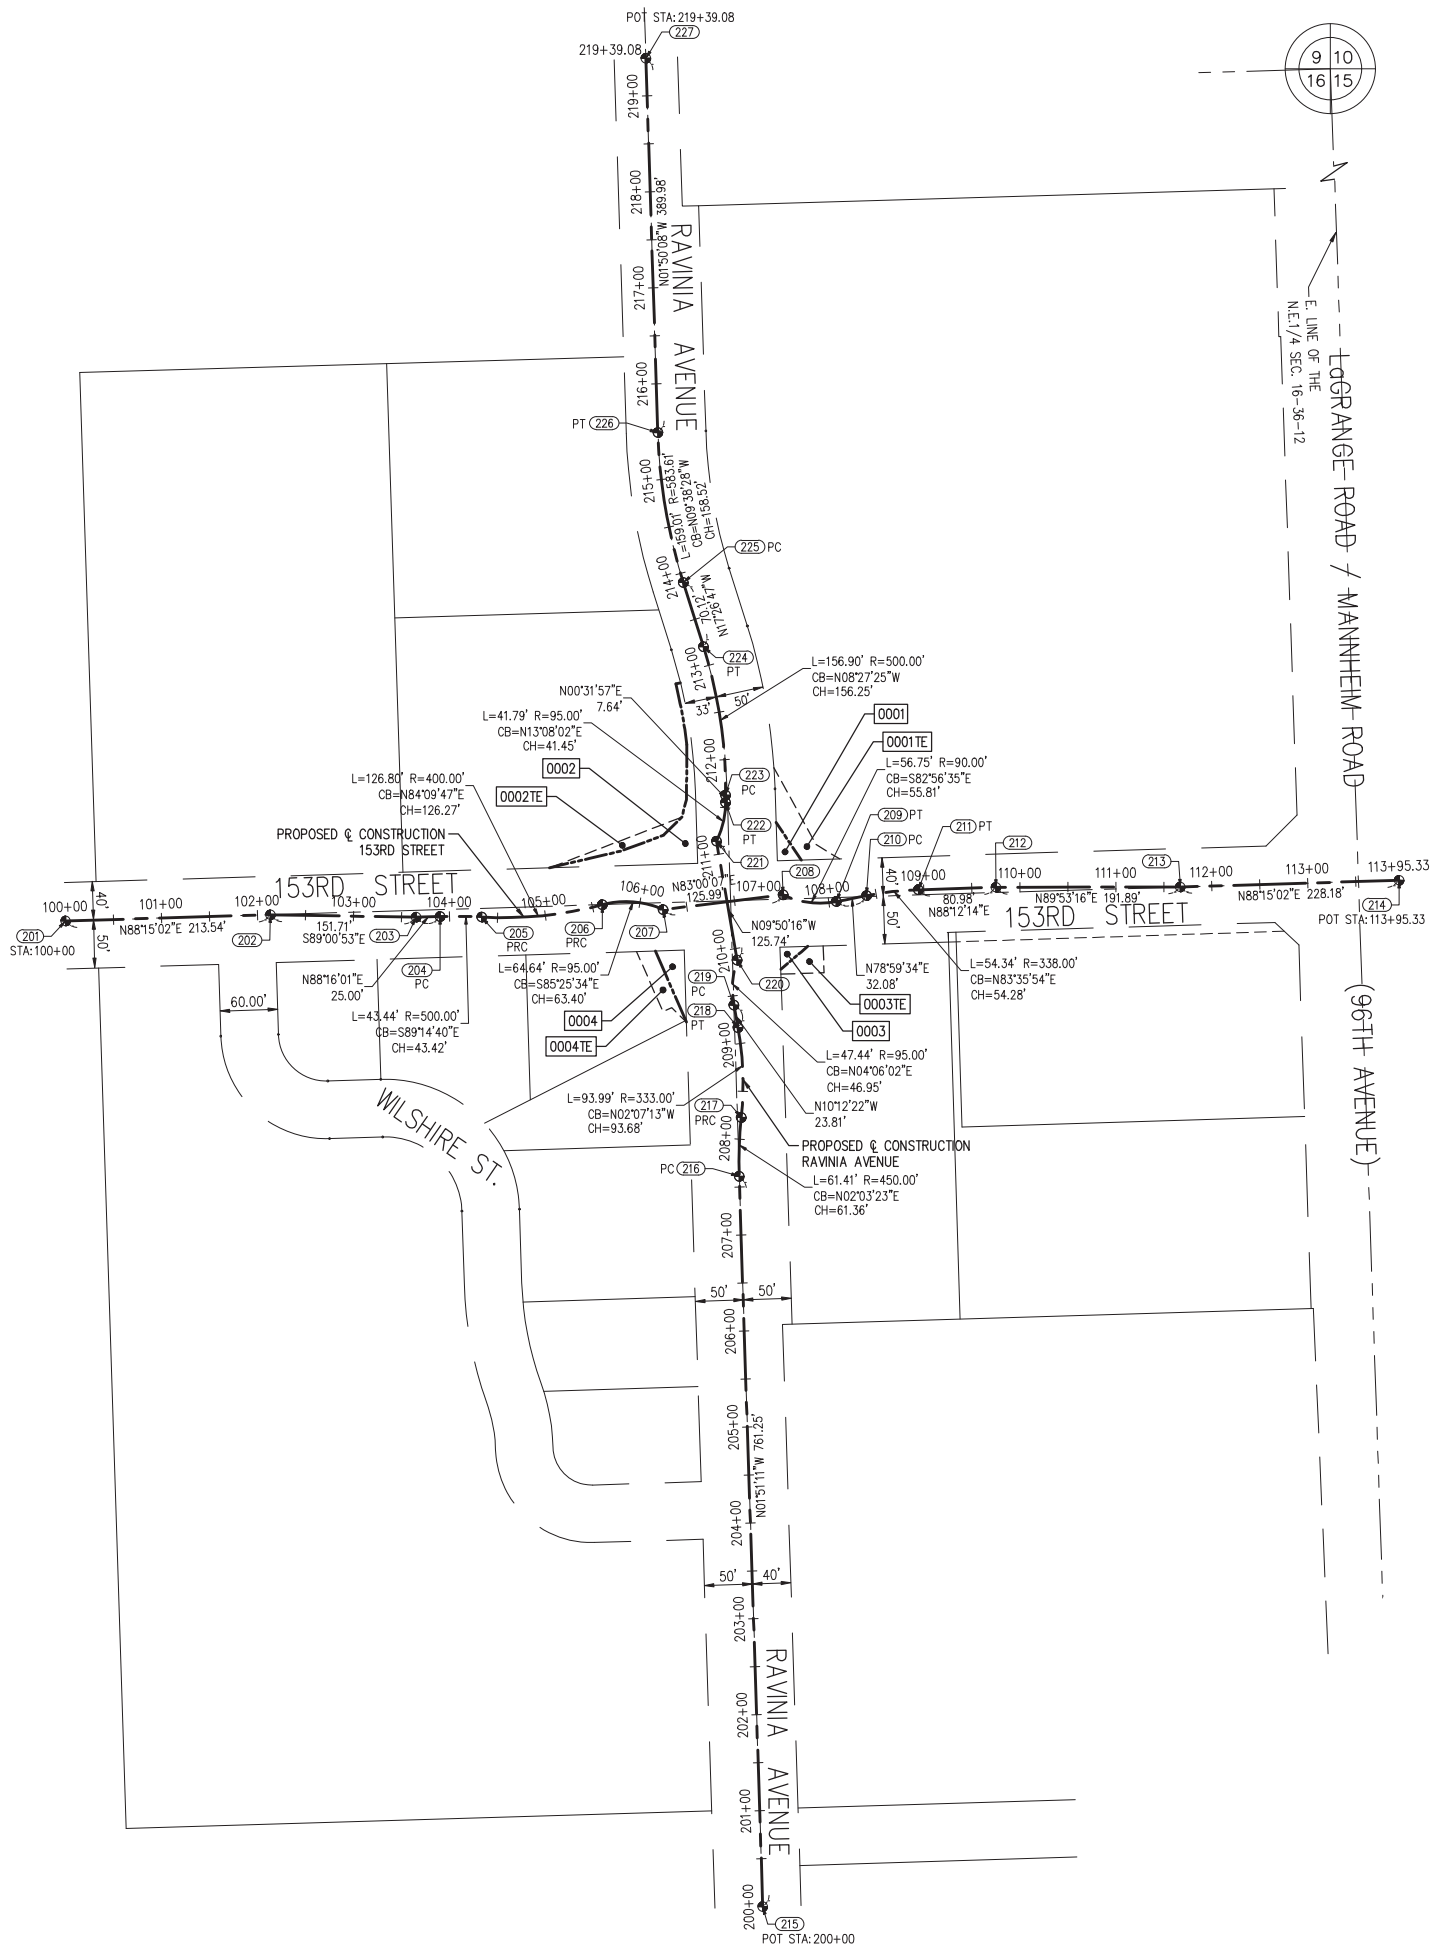 POT STA: 219+39.08
227
219+39.08
9 10
16 15
219+00
218+00
N01°50'08"W 389.98'
RAVINIA AVENUE
217+00
216+00
E. LINE OF THE
N.E.1/4 SEC. 16-36-12
LaGRANGE ROAD / MANNHEIM ROAD
(96TH AVENUE)
PT 226
215+00
L=159.01' R=583.61'
CB=N09°38'28"W
CH=158.52'
225 PC
214+00
70.12'
N17°26'47"W
224
PT
213+00
L=156.90' R=500.00'
CB=N08°27'25"W
CH=156.25'
N00°31'57"E
7.64'
33'
50'
L=41.79' R=95.00'
CB=N13°08'02"E
CH=41.45'
0001
0001TE
0002
0002TE
212+00
223
PC
L=56.75' R=90.00'
CB=S82°56'35"E
CH=55.81'
L=126.80' R=400.00'
CB=N84°09'47"E
CH=126.27'
222
PT
209 PT
210 PC
211 PT
212
213
PROPOSED ℄ CONSTRUCTION
153RD STREET
221
211+00
208
153RD STREET
40'
50'
100+00
101+00
102+00
103+00
104+00
105+00
106+00
N83°00'07"E
125.99'
107+00
108+00
109+00
110+00
111+00
112+00
113+00
113+95.33
40'
50'
201
STA:100+00
N88°15'02"E 213.54'
202
151.71'
S89°00'53"E
203
205
PRC
206
PRC
207
80.98'
N88°12'14"E
N89°53'16"E 191.89'
153RD STREET
N88°15'02"E 228.18'
214
POT STA:113+95.33
N09°50'16"W
125.74'
210+00
N88°16'01"E
25.00'
204
PC
L=64.64' R=95.00'
CB=S85°25'34"E
CH=63.40'
219
PC
220
N78°59'34"E
32.08'
L=54.34' R=338.00'
CB=N83°35'54"E
CH=54.28'
60.00'
L=43.44' R=500.00'
CB=S89°14'40"E
CH=43.42'
0004
0004TE
218
PT
0003TE
0003
209+00
L=47.44' R=95.00'
CB=N04°06'02"E
CH=46.95'
WILSHIRE ST.
L=93.99' R=333.00'
CB=N02°07'13"W
CH=93.68'
217
PRC
N10°12'22"W
23.81'
208+00
PROPOSED ℄ CONSTRUCTION
RAVINIA AVENUE
PC 216
L=61.41' R=450.00'
CB=N02°03'23"E
CH=61.36'
207+00
50'
50'
206+00
205+00
N01°51'11"W 761.25'
204+00
50'
40'
203+00
RAVINIA AVENUE
202+00
201+00
200+00
215
POT STA:200+00